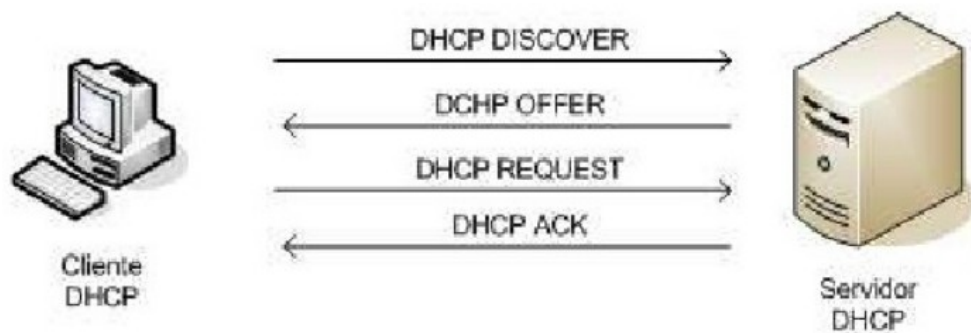 DHCP DISCOVER
DCHP OFFER
DHCP REQUEST
DHCP ACK
Cliente
DHCP
Servidor
DHCP